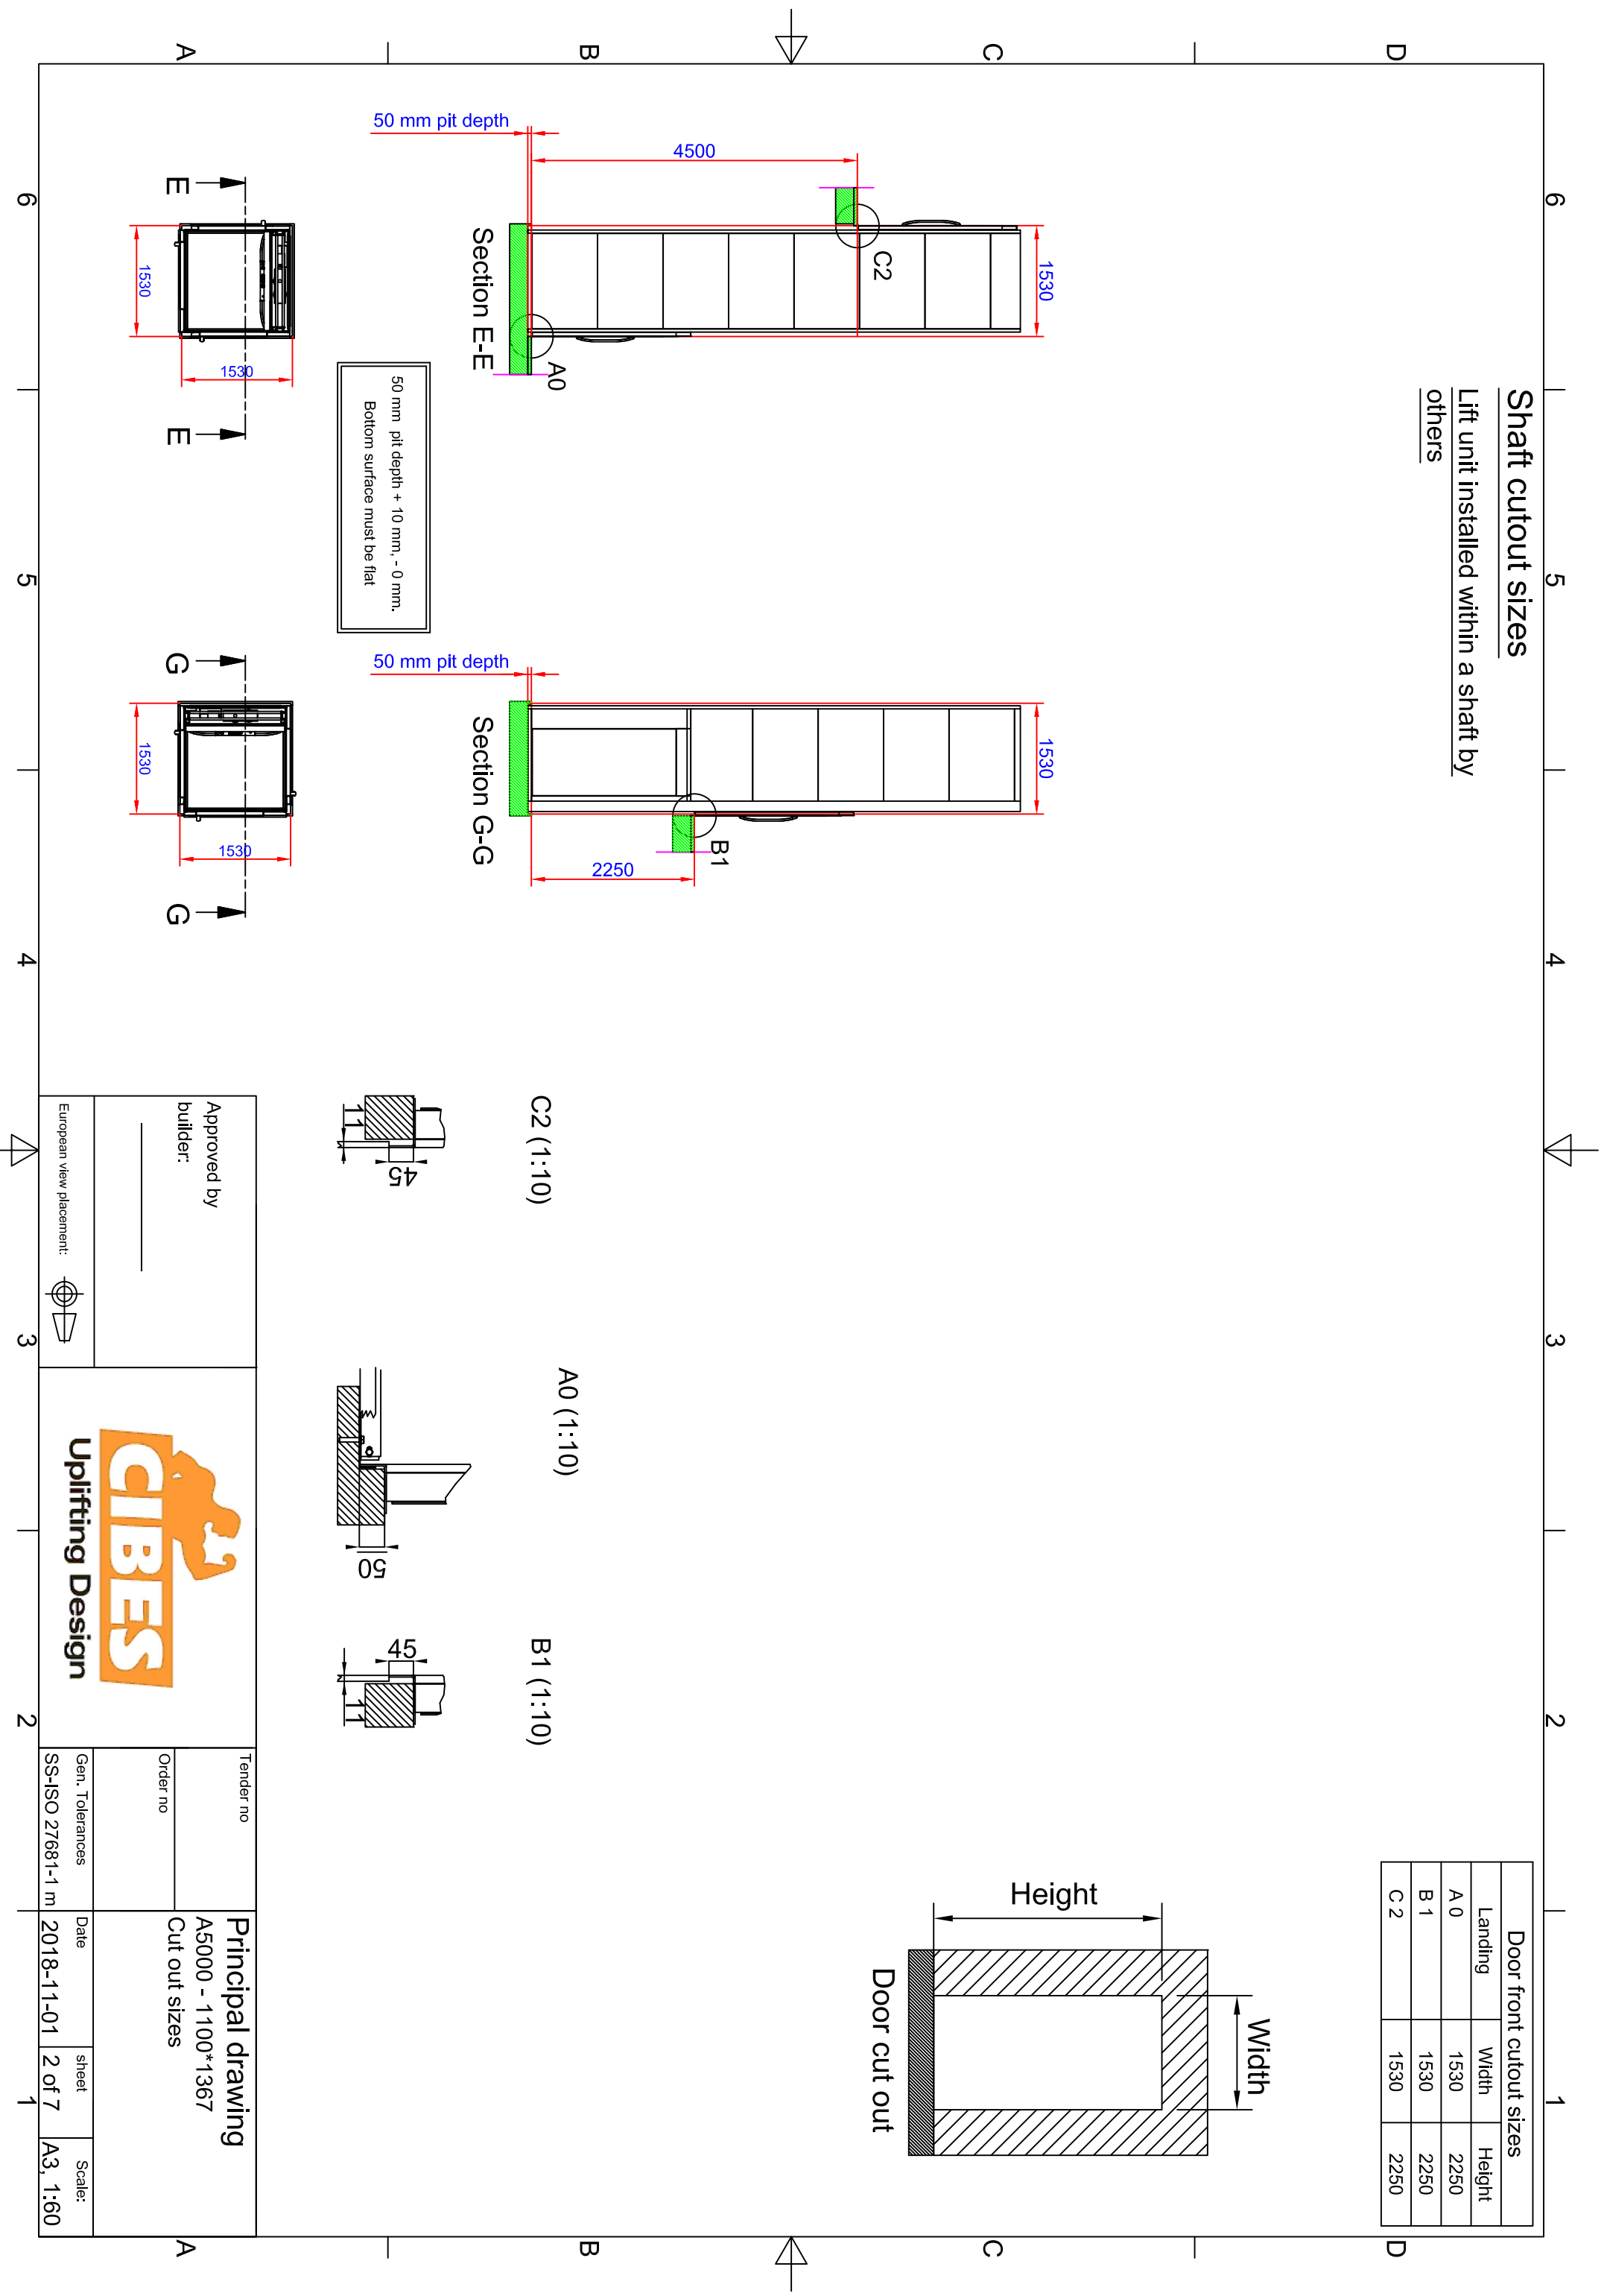 6
5
4
3
2
1
D
C
B
A
Shaft cutout sizes
Lift unit installed within a shaft by
others
Door front cutout sizes
Landing Width Height
A 0 1530 2250
B 1 1530 2250
C 2 1530 2250
1530
C2
4500
50 mm pit depth
A0
Section E-E
1530
B1
2250
50 mm pit depth
Section G-G
50 mm pit depth + 10 mm, - 0 mm.
Bottom surface must be flat
E
E
1530
1530
G
G
1530
1530
C2 (1:10)
45
11
A0 (1:10)
50
B1 (1:10)
45
11
Width
Height
Door cut out
Approved by
builder:
European view placement:
CIBES
Uplifting Design
Tender no
Order no
Gen. Tolerances
SS-ISO 27681-1 m
Principal drawing
A5000 - 1100*1367
Cut out sizes
Date
2018-11-01
sheet
2 of 7
Scale:
A3, 1:60
D
C
B
A
6
5
4
3
2
1